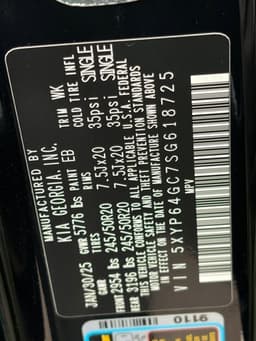 MANUFACTURED BY
KIA GEORGIA, INC.
JAN/30/25 PAINT EB TRIM WK
GVWR 5776 lbs TIRES RIMS COLD TIRE INFL
FRONT 2954 lbs 245/50R20 7.5Jx20 35psi SINGLE
REAR 3196 lbs 245/50R20 7.5Jx20 35psi SINGLE
THIS VEHICLE CONFORMS TO ALL APPLICABLE U.S.A. FEDERAL
MOTOR VEHICLE SAFETY AND THEFT PREVENTION STANDARDS
IN EFFECT ON THE DATE OF MANUFACTURE SHOWN ABOVE
VIN 5XYP64GC7SG618725
MPV
9110